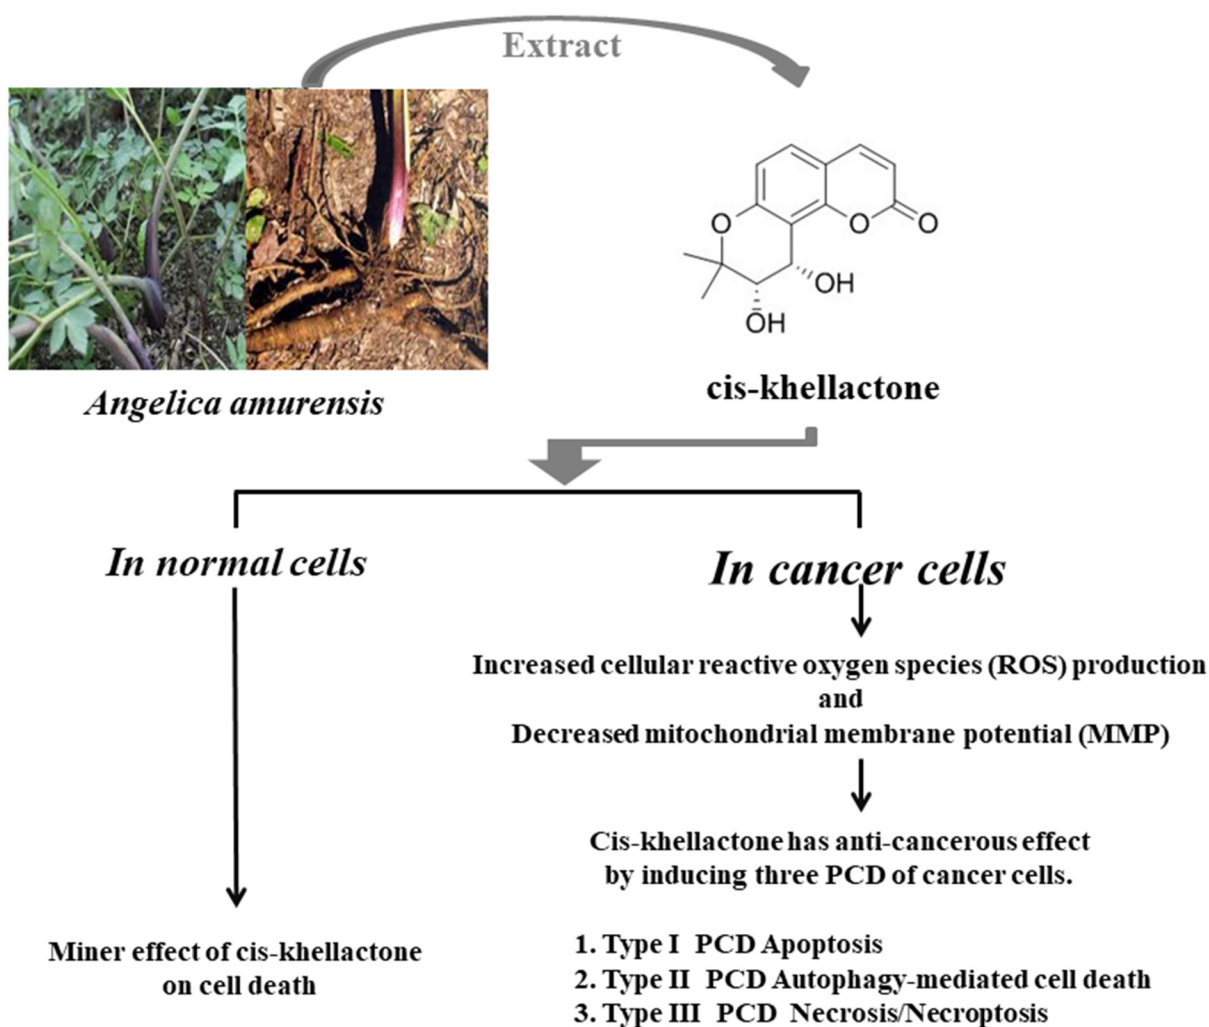 Extract
O
O
O
OH
OH
Angelica amurensis
cis-khellactone
In normal cells
In cancer cells
Increased cellular reactive oxygen species (ROS) production
and
Decreased mitochondrial membrane potential (MMP)
Cis-khellactone has anti-cancerous effect
by inducing three PCD of cancer cells.
Miner effect of cis-khellactone
on cell death
1. Type I PCD Apoptosis
2. Type II PCD Autophagy-mediated cell death
3. Type III PCD Necrosis/Necroptosis